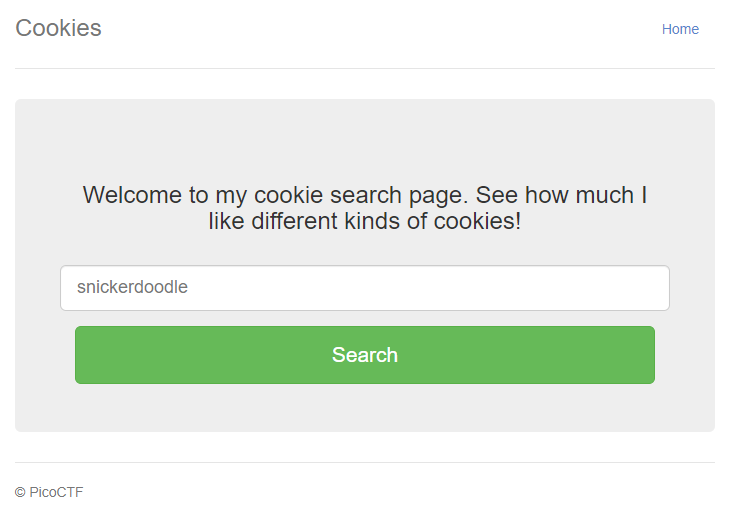 Cookies
Home
Welcome to my cookie search page. See how much I
like different kinds of cookies!
snickerdoodle
Search
© PicoCTF